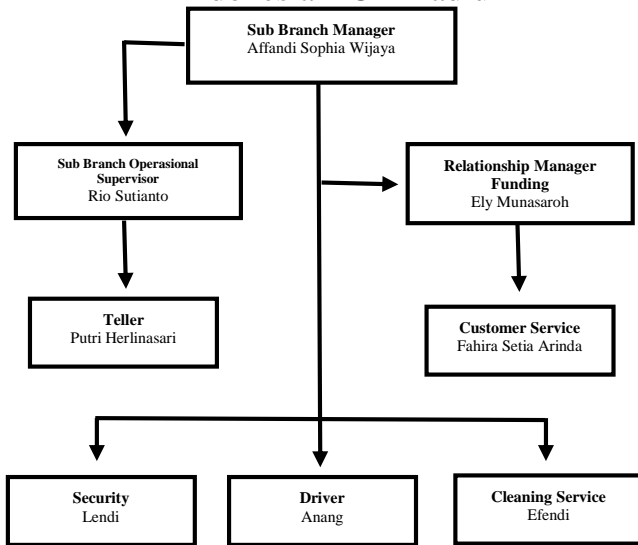 Sub Branch Manager
Affandi Sophia Wijaya
Sub Branch Operasional
Supervisor
Rio Sutianto
Relationship Manager
Funding
Ely Munasaroh
Teller
Putri Herlinasari
Customer Service
Fahira Setia Arinda
Security
Lendi
Driver
Anang
Cleaning Service
Efendi